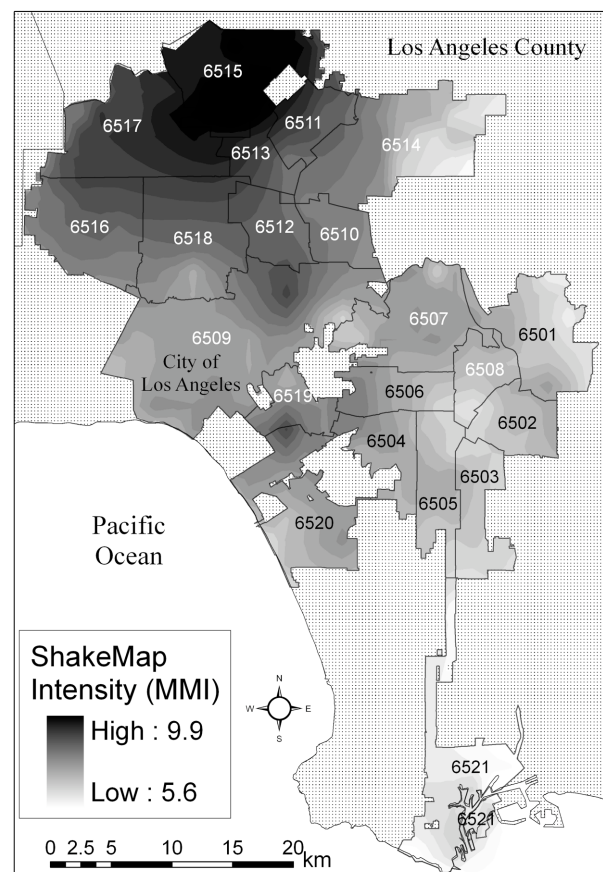 Los Angeles County
6515
6517
6511
6513
6514
6516
6518
6512
6510
6509
6507
6501
6508
City of
Los Angeles
6519
6506
6502
6504
6503
6505
6520
Pacific
Ocean
ShakeMap
Intensity (MMI)
High : 9.9
Low : 5.6
N
W E
S
6521
6521
0 2.5 5 10 15 20
km